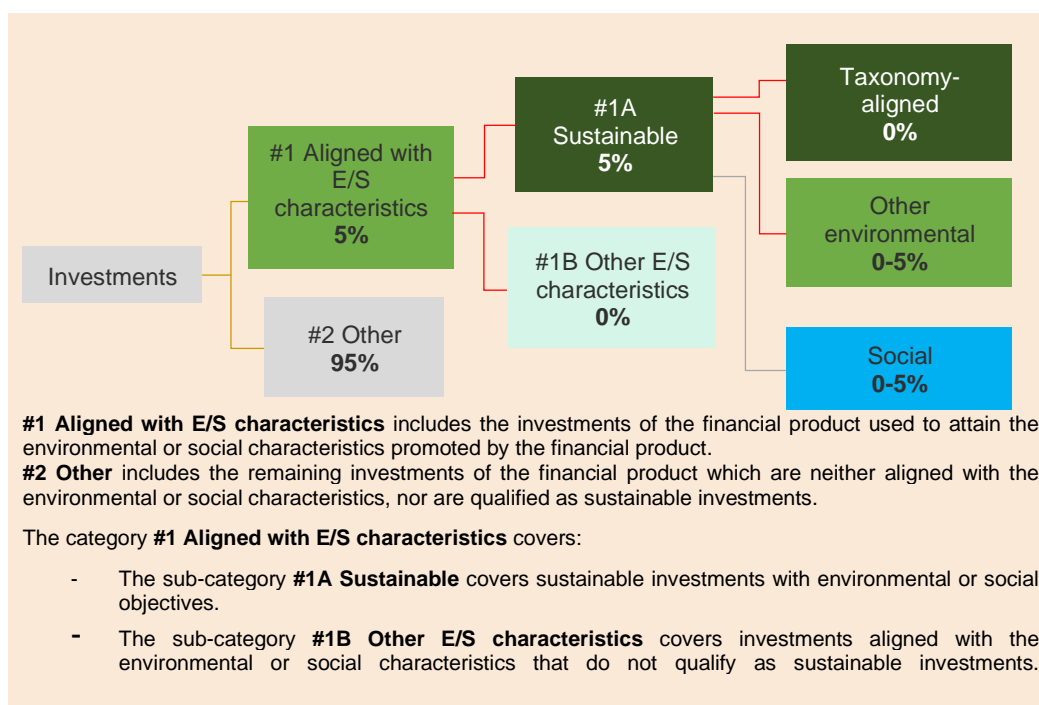 Investments
#1 Aligned with
E/S
characteristics
5%
#2 Other
95%
#1A
Sustainable
5%
#1B Other E/S
characteristics
0%
Taxonomy-
aligned
0%
Other
environmental
0-5%
Social
0-5%
#1 Aligned with E/S characteristics includes the investments of the financial product used to attain the
environmental or social characteristics promoted by the financial product.
#2 Other includes the remaining investments of the financial product which are neither aligned with the
environmental or social characteristics, nor are qualified as sustainable investments.
The category #1 Aligned with E/S characteristics covers:
- The sub-category #1A Sustainable covers sustainable investments with environmental or social
objectives.
- The sub-category #1B Other E/S characteristics covers investments aligned with the
environmental or social characteristics that do not qualify as sustainable investments.